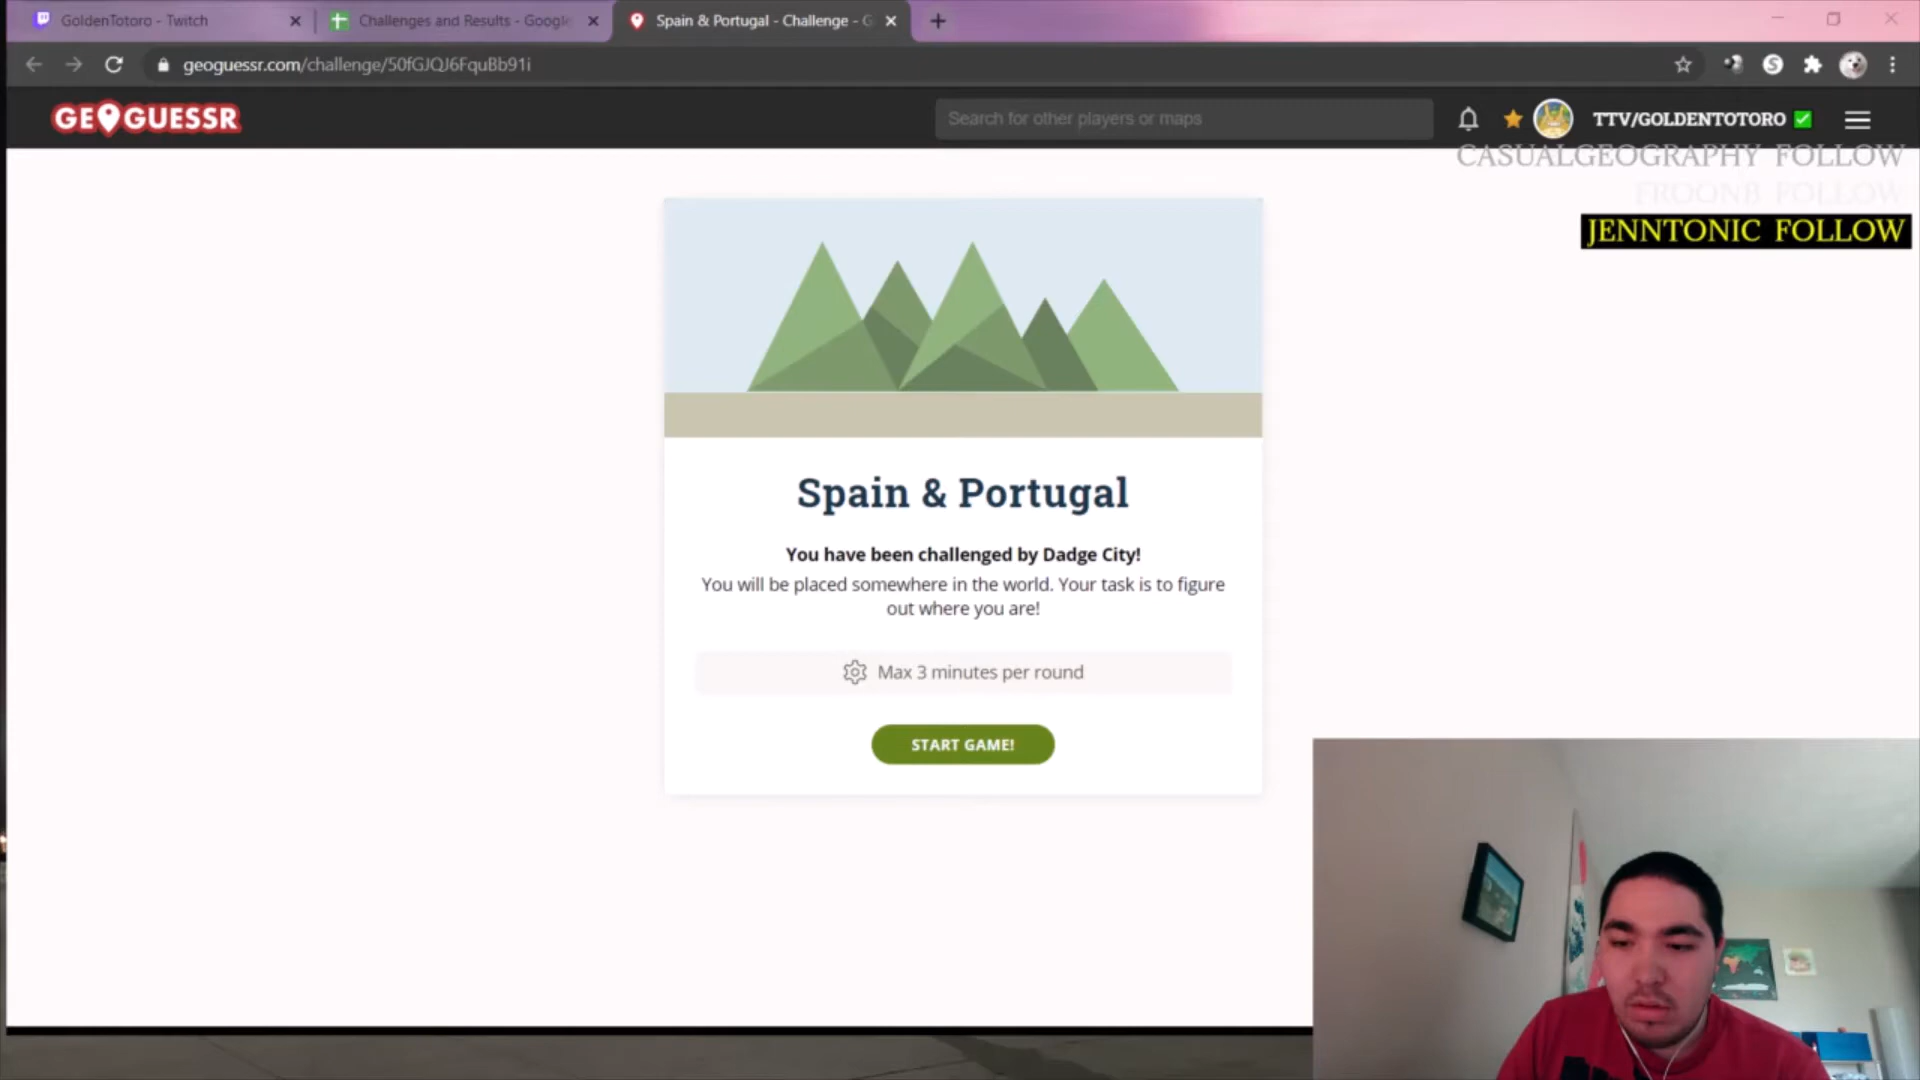 GoldenTotoro - Twitch
Challenges and Results - Google
Spain & Portugal - Challenge - G
geoguessr.com/challenge/50fGJQJ6FquBb91i
GEOGUESSR
Search for other players or maps
TTV/GOLDENTOTORO
CASUALGEOGRAPHY FOLLOW
FROONB FOLLOW
JENNTONIC FOLLOW
Spain & Portugal
You have been challenged by Dadge City!
You will be placed somewhere in the world. Your task is to figure
out where you are!
Max 3 minutes per round
START GAME!